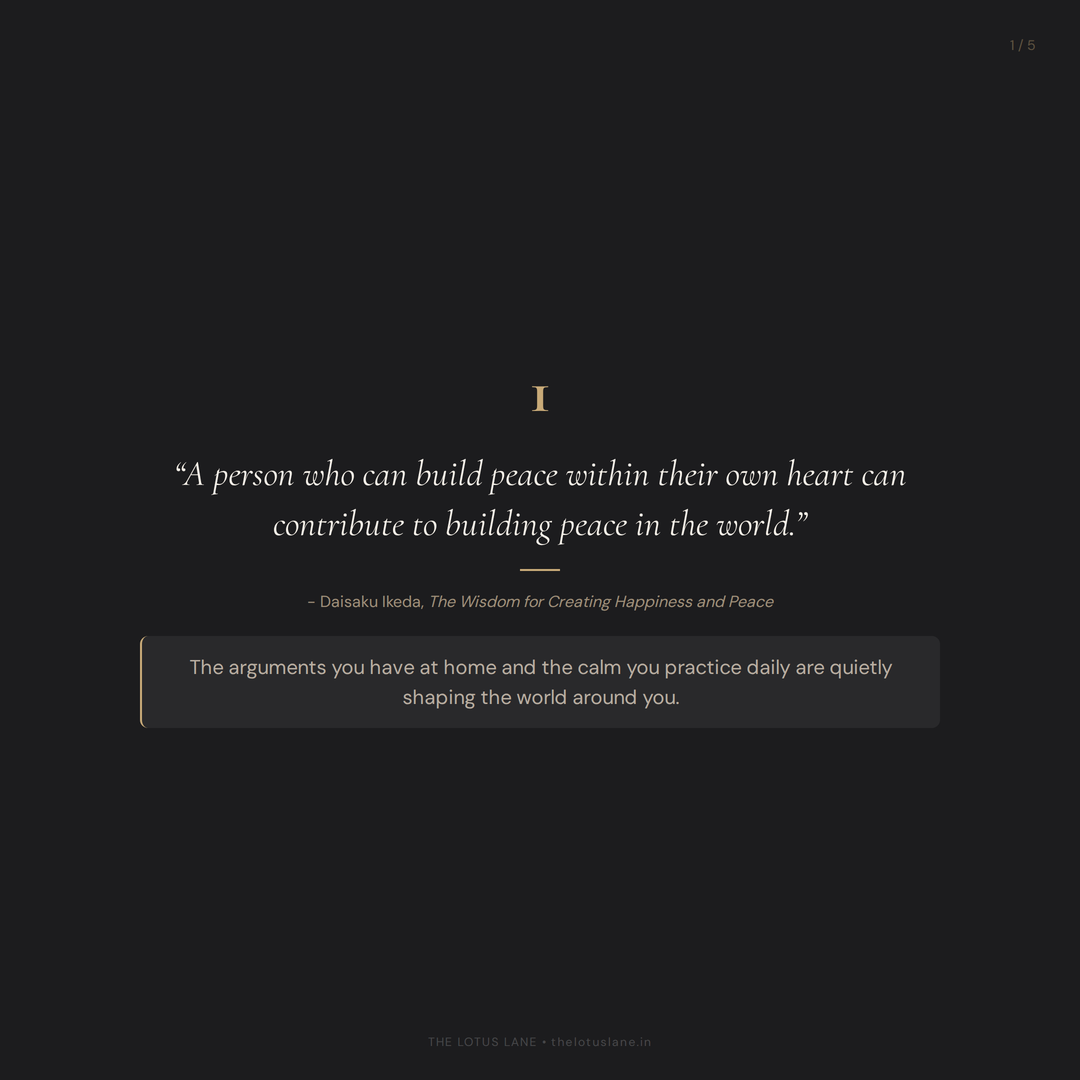 1 / 5
1
“A person who can build peace within their own heart can
contribute to building peace in the world.”
– Daisaku Ikeda, The Wisdom for Creating Happiness and Peace
The arguments you have at home and the calm you practice daily are quietly
shaping the world around you.
THE LOTUS LANE • thelotuslane.in